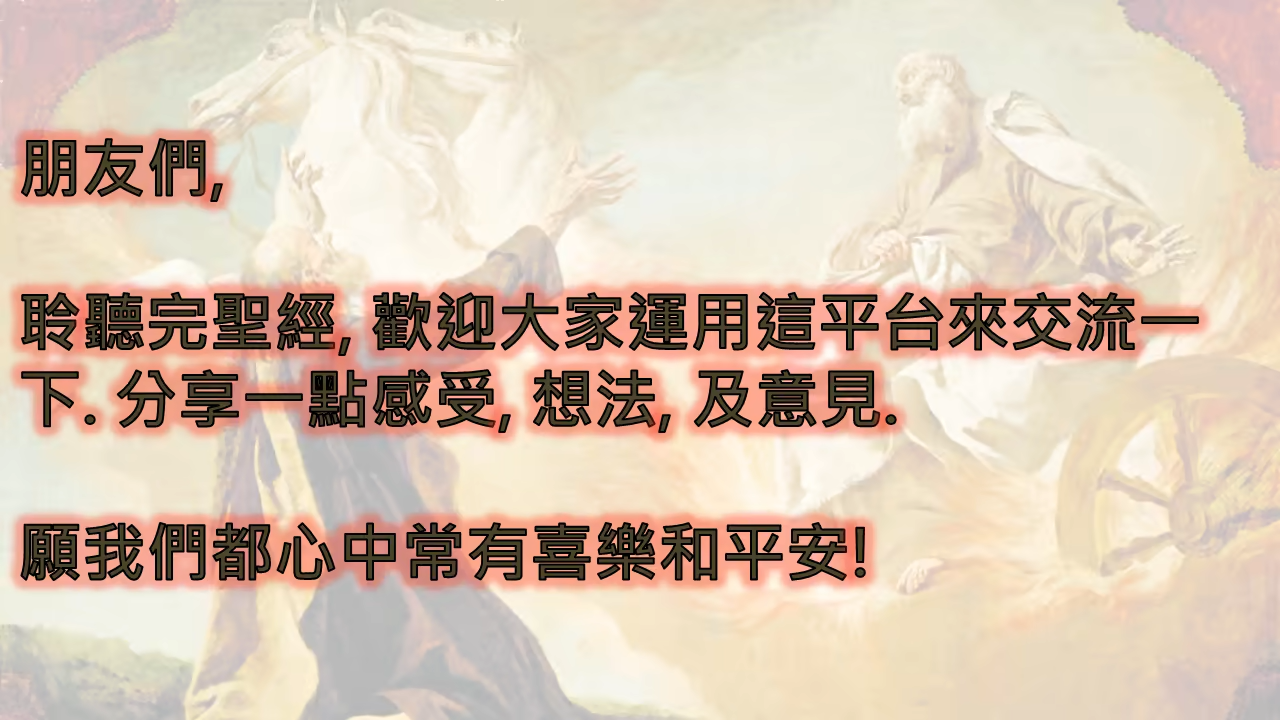 朋友們,
聆聽完聖經, 歡迎大家運用這平台來交流一
下. 分享一點感受, 想法, 及意見.
願我們都心中常有喜樂和平安!